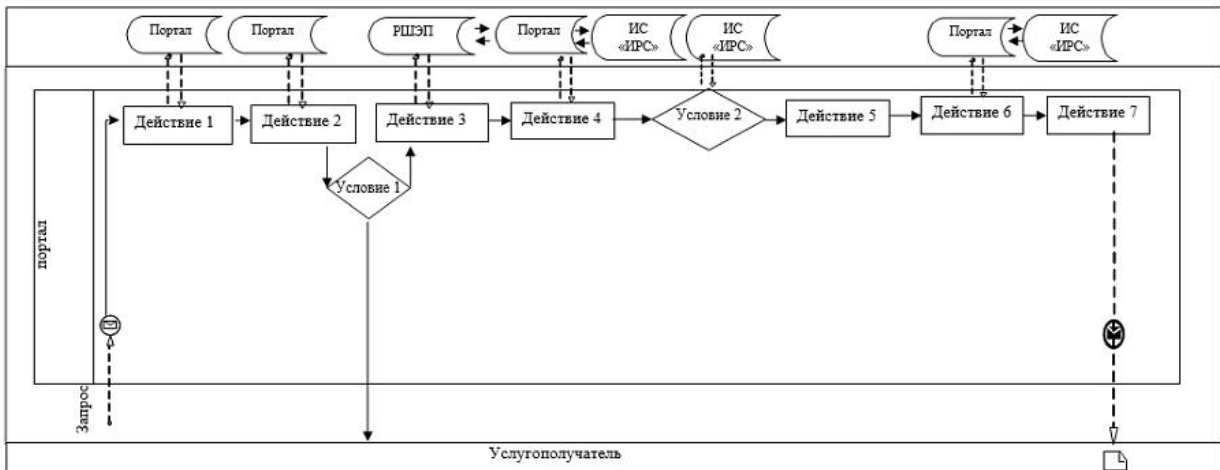 Портал
Портал
РШЭП
Портал
ИС
«ИРС»
ИС
«ИРС»
Портал
ИС
«ИРС»
Действие 1
Действие 2
Действие 3
Действие 4
Условие 2
Действие 5
Действие 6
Действие 7
Условие 1
портал
Запрос
Услугополучатель